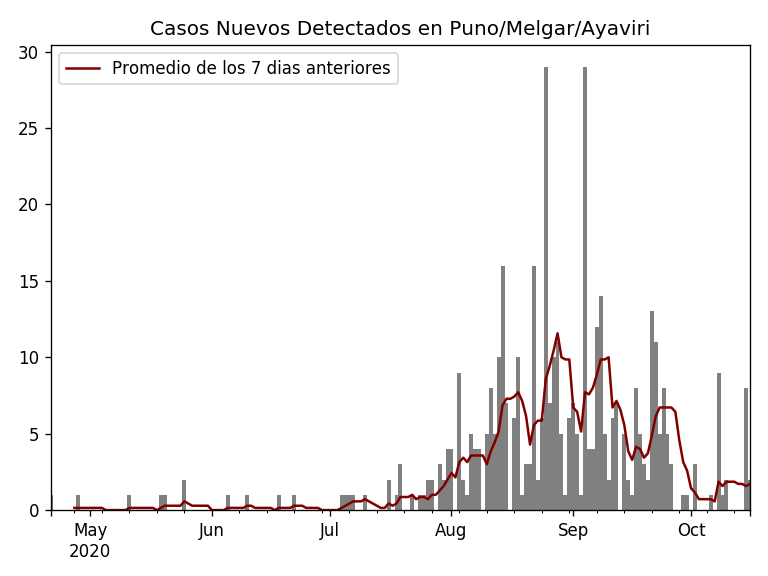 Casos Nuevos Detectados en Puno/Melgar/Ayaviri
Promedio de los 7 dias anteriores
30
25
20
15
10
5
0
May Jun Jul Aug Sep Oct
2020